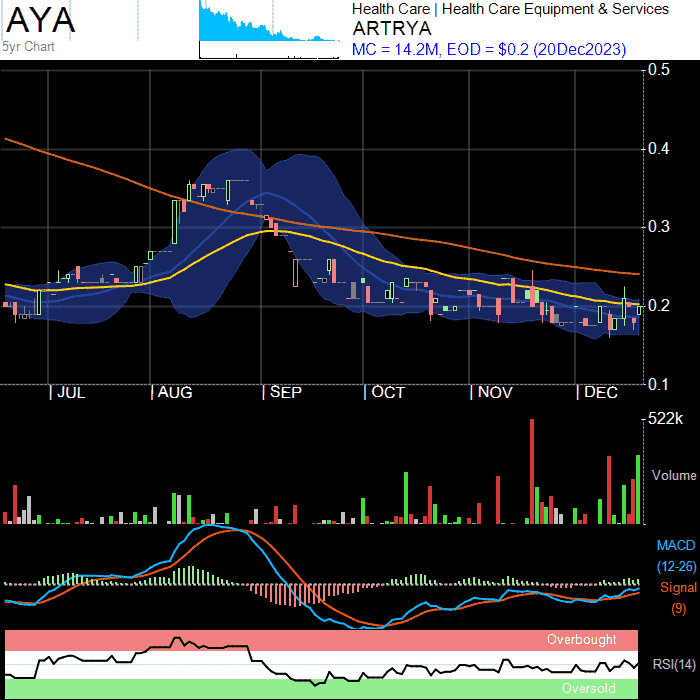 AYA
5yr Chart
Health Care | Health Care Equipment & Services
ARTRYA
MC = 14.2M, EOD = $0.2 (20Dec2023)
0.5
0.4
0.3
0.2
0.1
| JUL | AUG | SEP | OCT | NOV | DEC
522k
Volume
MACD
(12-26)
Signal
(9)
Overbought
RSI(14)
Oversold